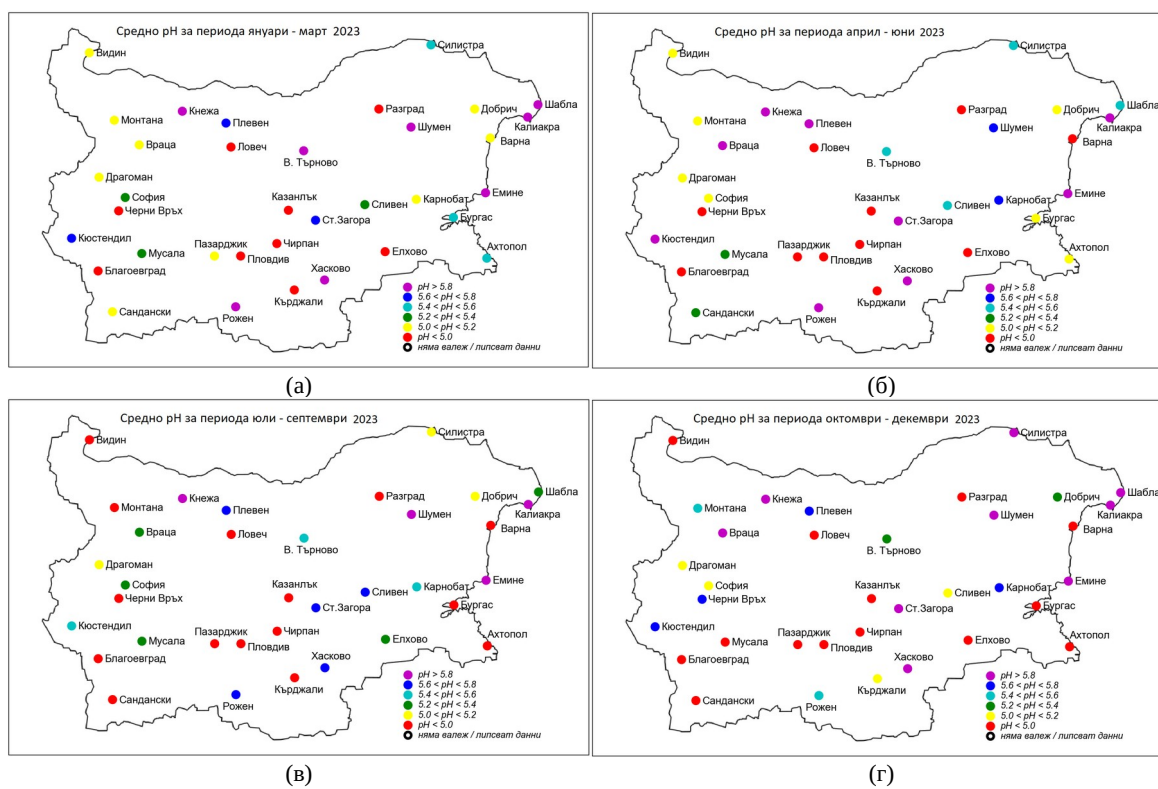 Средно pH за периода януари - март 2023
Силистра
Видин
Шабла
Кнежа
Разград
Добрич
Монтана
Плевен
Шумен
Калиакра
Варна
Враца
Ловеч
В. Търново
Драгоман
София
Казанлък
Сливен
Карнобат
Емине
Черни Връх
Ст.Загора
Бургас
Кюстендил
Мусала
Пазарджик
Чирпан
Елхово
Ахтопол
Пловдив
Благоевград
Хасково
Кърджали
Сандански
Рожен
pH > 5.8
5.6 < pH < 5.8
5.4 < pH < 5.6
5.2 < pH < 5.4
5.0 < pH < 5.2
pH < 5.0
няма валеж / липсват данни
(а)
Средно pH за периода април - юни 2023
Силистра
Видин
Шабла
Кнежа
Разград
Добрич
Монтана
Плевен
Шумен
Калиакра
Варна
Враца
Ловеч
В. Търново
Драгоман
София
Казанлък
Сливен
Карнобат
Емине
Черни Връх
Ст.Загора
Бургас
Кюстендил
Мусала
Пазарджик
Чирпан
Елхово
Ахтопол
Пловдив
Благоевград
Хасково
Кърджали
Сандански
Рожен
pH > 5.8
5.6 < pH < 5.8
5.4 < pH < 5.6
5.2 < pH < 5.4
5.0 < pH < 5.2
pH < 5.0
няма валеж / липсват данни
(б)
Средно pH за периода юли - септември 2023
Силистра
Видин
Шабла
Кнежа
Разград
Добрич
Монтана
Плевен
Шумен
Калиакра
Варна
Враца
Ловеч
В. Търново
Драгоман
София
Казанлък
Сливен
Карнобат
Емине
Черни Връх
Ст.Загора
Бургас
Кюстендил
Мусала
Пазарджик
Чирпан
Елхово
Ахтопол
Пловдив
Благоевград
Хасково
Кърджали
Сандански
Рожен
pH > 5.8
5.6 < pH < 5.8
5.4 < pH < 5.6
5.2 < pH < 5.4
5.0 < pH < 5.2
pH < 5.0
няма валеж / липсват данни
(в)
Средно pH за периода октомври - декември 2023
Силистра
Видин
Шабла
Кнежа
Разград
Добрич
Монтана
Плевен
Шумен
Калиакра
Варна
Враца
Ловеч
В. Търново
Драгоман
София
Казанлък
Сливен
Карнобат
Емине
Черни Връх
Ст.Загора
Бургас
Кюстендил
Мусала
Пазарджик
Чирпан
Елхово
Ахтопол
Пловдив
Благоевград
Хасково
Кърджали
Сандански
Рожен
pH > 5.8
5.6 < pH < 5.8
5.4 < pH < 5.6
5.2 < pH < 5.4
5.0 < pH < 5.2
pH < 5.0
няма валеж / липсват данни
(г)